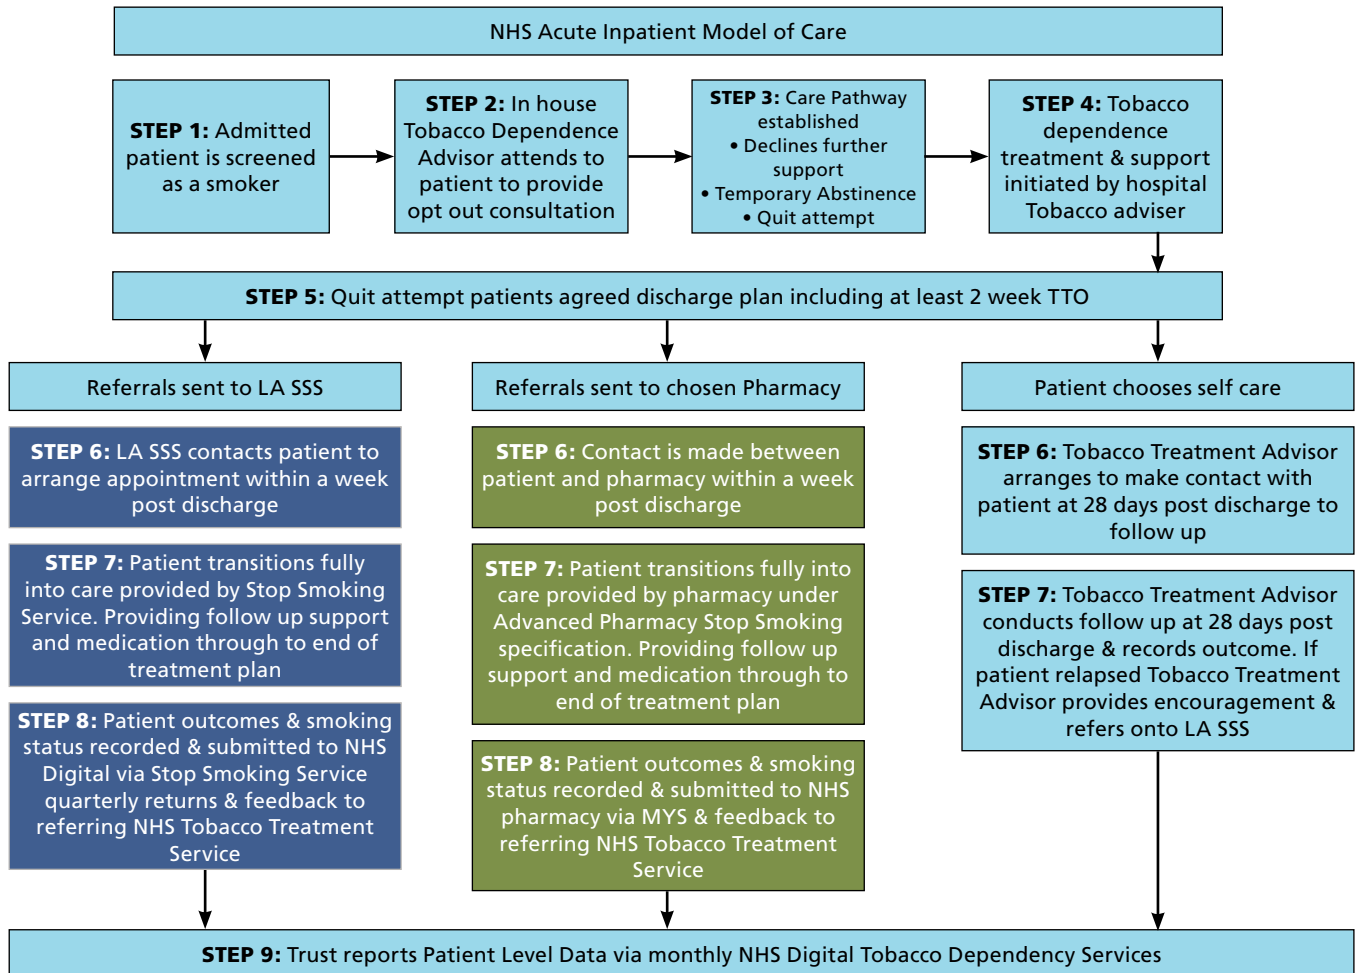 NHS Acute Inpatient Model of Care
STEP 1: Admitted
patient is screened
as a smoker
STEP 2: In house
Tobacco Dependence
Advisor attends to
patient to provide
opt out consultation
STEP 3: Care Pathway
established
• Declines further
support
• Temporary Abstinence
• Quit attempt
STEP 4: Tobacco
dependence
treatment & support
initiated by hospital
Tobacco adviser
STEP 5: Quit attempt patients agreed discharge plan including at least 2 week TTO
Referrals sent to LA SSS
STEP 6: LA SSS contacts patient to
arrange appointment within a week
post discharge
STEP 7: Patient transitions fully
into care provided by Stop Smoking
Service. Providing follow up support
and medication through to end of
treatment plan
STEP 8: Patient outcomes & smoking
status recorded & submitted to NHS
Digital via Stop Smoking Service
quarterly returns & feedback to
referring NHS Tobacco Treatment
Service
Referrals sent to chosen Pharmacy
STEP 6: Contact is made between
patient and pharmacy within a week
post discharge
STEP 7: Patient transitions fully into
care provided by pharmacy under
Advanced Pharmacy Stop Smoking
specification. Providing follow up
support and medication through to
end of treatment plan
STEP 8: Patient outcomes & smoking
status recorded & submitted to NHS
pharmacy via MYS & feedback to
referring NHS Tobacco Treatment
Service
Patient chooses self care
STEP 6: Tobacco Treatment Advisor
arranges to make contact with
patient at 28 days post discharge to
follow up
STEP 7: Tobacco Treatment Advisor
conducts follow up at 28 days post
discharge & records outcome. If
patient relapsed Tobacco Treatment
Advisor provides encouragement &
refers onto LA SSS
STEP 9: Trust reports Patient Level Data via monthly NHS Digital Tobacco Dependency Services